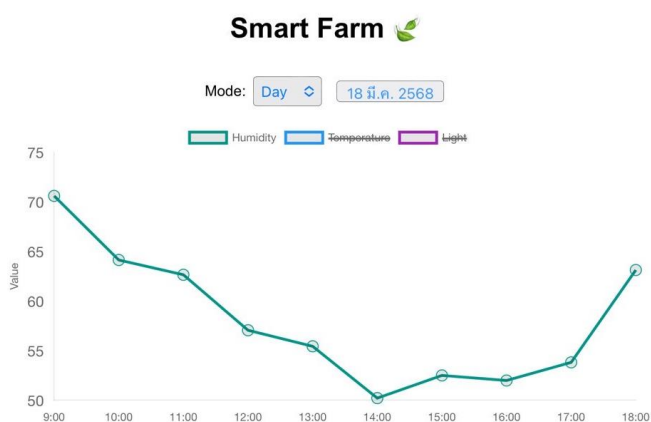 Smart Farm
Mode: Day 18 มี.ค. 2568
Humidity Temperature Light
75
70
65
60
55
50
Value
9:00 10:00 11:00 12:00 13:00 14:00 15:00 16:00 17:00 18:00